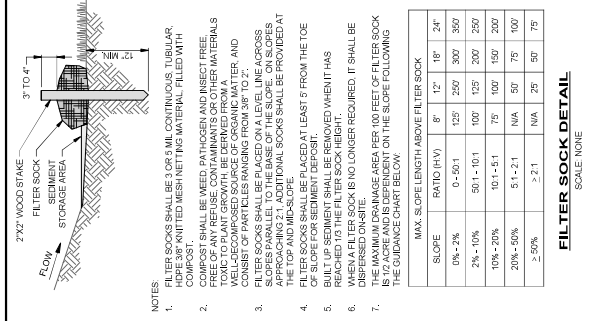 3" TO 4"
2"X2" WOOD STAKE
FILTER SOCK
SEDIMENT
STORAGE AREA
FLOW
12" MIN.
NOTES:
1. FILTER SOCKS SHALL BE 3 OR 5 MIL CONTINUOUS, TUBULAR,
HDPE 3/8" KNITTED MESH NETTING MATERIAL, FILLED WITH
COMPOST.
2. COMPOST SHALL BE WEED, PATHOGEN AND INSECT FREE,
FREE OF ANY REFUSE, CONTAMINANTS OR OTHER MATERIALS
TOXIC TO PLANT GROWTH, BE DERIVED FROM A
WELL-DECOMPOSED SOURCE OF ORGANIC MATTER, AND
CONSIST OF PARTICLES RANGING FROM 3/8" TO 2".
3. FILTER SOCKS SHALL BE PLACED ON A LEVEL LINE ACROSS
SLOPES PARALLEL TO THE BASE OF THE SLOPE. ON SLOPES
APPROACHING 2:1, ADDITIONAL SOCKS SHALL BE PROVIDED AT
THE TOP AND MID-SLOPE.
4. FILTER SOCKS SHALL BE PLACED AT LEAST 5' FROM THE TOE
OF SLOPE FOR SEDIMENT DEPOSIT.
5. BUILT UP SEDIMENT SHALL BE REMOVED WHEN IT HAS
REACHED 1/3 THE FILTER SOCK HEIGHT.
6. WHEN A FILTER SOCK IS NO LONGER REQUIRED, IT SHALL BE
DISPERSED ON-SITE.
7. THE MAXIMUM DRAINAGE AREA PER 100 FEET OF FILTER SOCK
IS 1/2 ACRE AND IS DEPENDENT ON THE SLOPE FOLLOWING
THE GUIDANCE CHART BELOW:
MAX. SLOPE LENGTH ABOVE FILTER SOCK
SLOPE RATIO (H:V) 8" 12" 18" 24"
0% - 2% 0 - 50:1 125' 250' 300' 350'
2% - 10% 50:1 - 10:1 100' 125' 200' 250'
10% - 20% 10:1 - 5:1 75' 100' 150' 200'
20% - 50% 5:1 - 2:1 N/A 50' 75' 100'
> 50% > 2:1 N/A 25' 50' 75'
FILTER SOCK DETAIL
SCALE: NONE